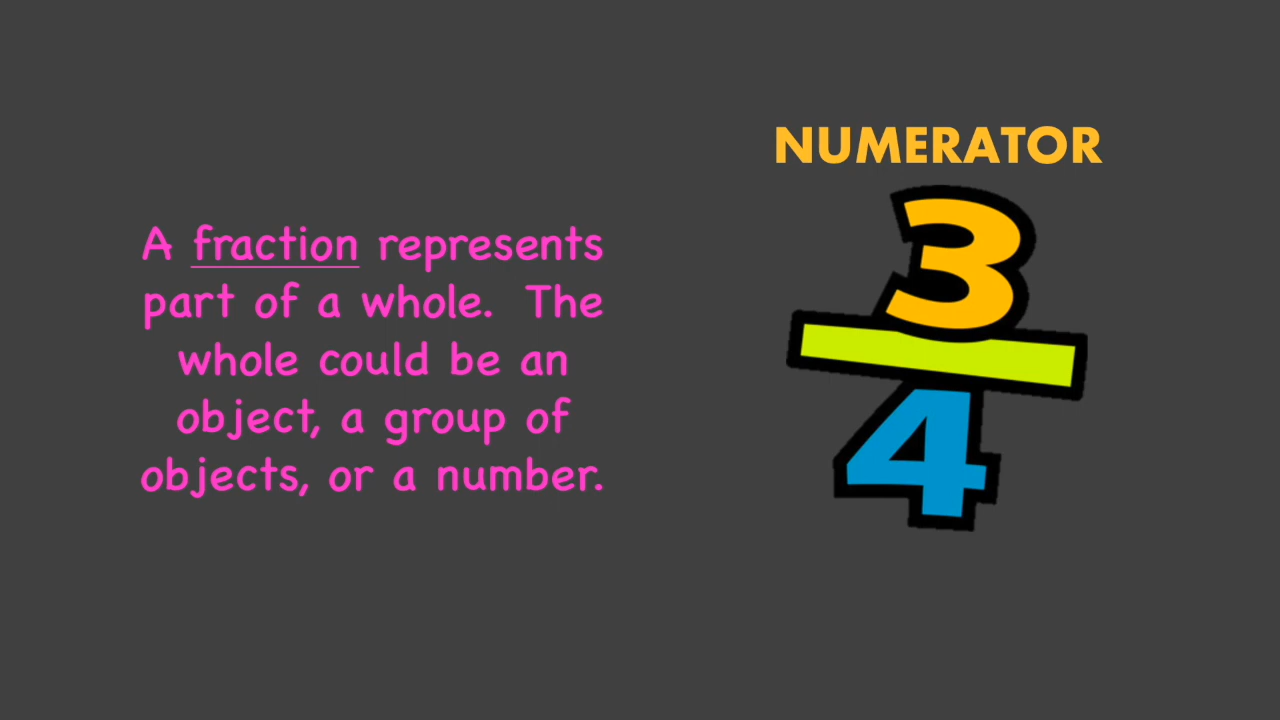 A fraction represents
part of a whole. The
whole could be an
object, a group of
objects, or a number.
NUMERATOR
3
4